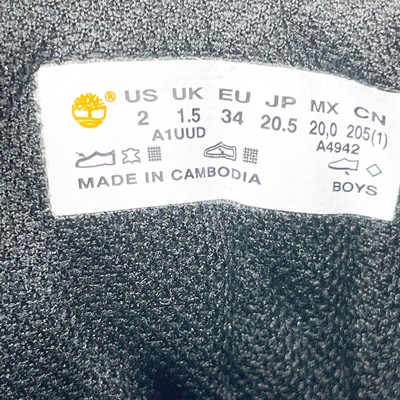 ® US UK EU JP MX CN
2 1.5 34 20.5 20,0 205(1)
A1UUD A4942
MADE IN CAMBODIA BOYS